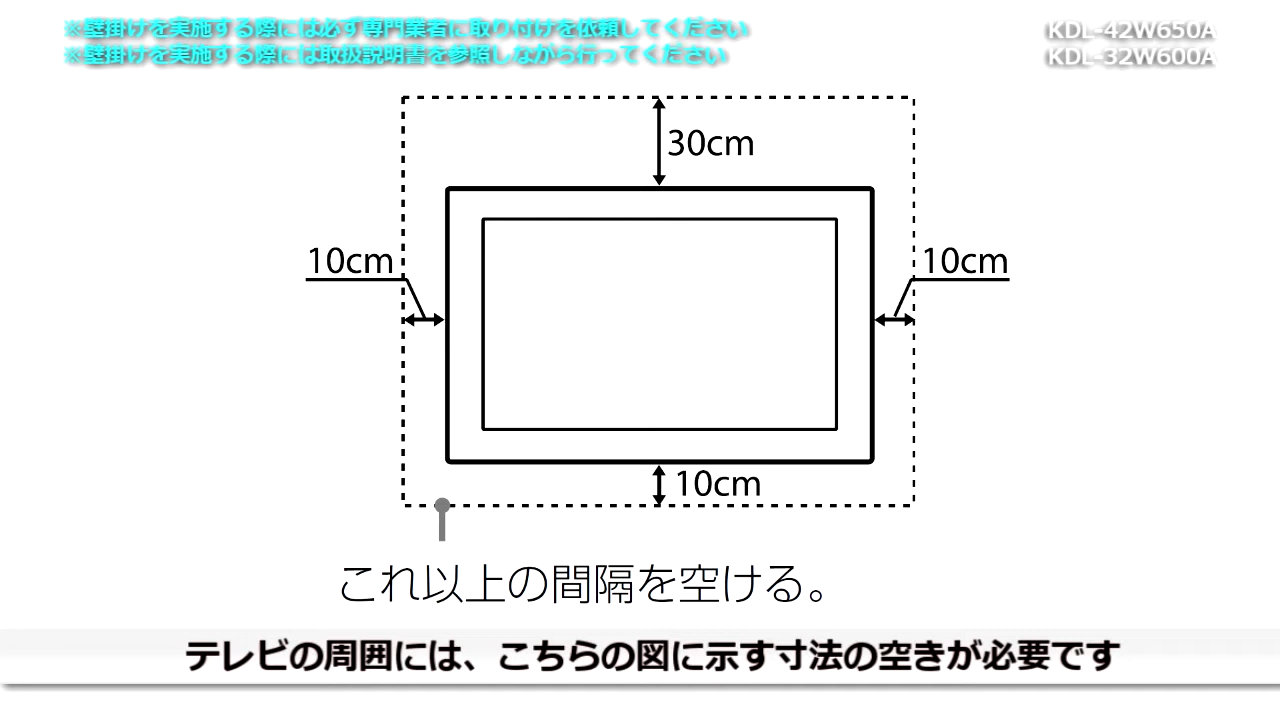 ※壁掛けを実施する際には必ず専門業者に取り付けを依頼してください
※壁掛けを実施する際には取扱説明書を参照しながら行ってください
KDL-42W650A
KDL-32W600A
30cm
10cm
10cm
10cm
これ以上の間隔を空ける。
テレビの周囲には、こちらの図に示す寸法の空きが必要です